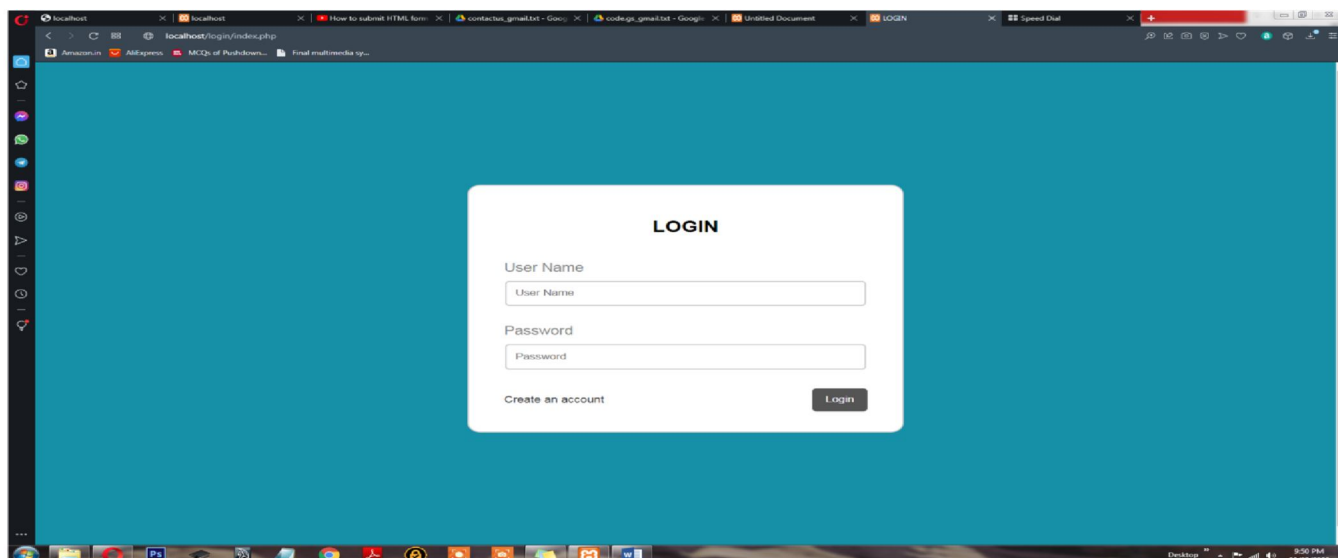 localhost
localhost
How to submit HTML form
contactus_gmail.txt - Goog
code.gs_gmail.txt - Google
Untitled Document
LOGIN
Speed Dial
localhost/login/index.php
Amazon.in
AliExpress
MCQs of Pushdown...
Final multimedia sy...
LOGIN
User Name
User Name
Password
Password
Create an account
Login
Ps
Desktop
9:50 PM